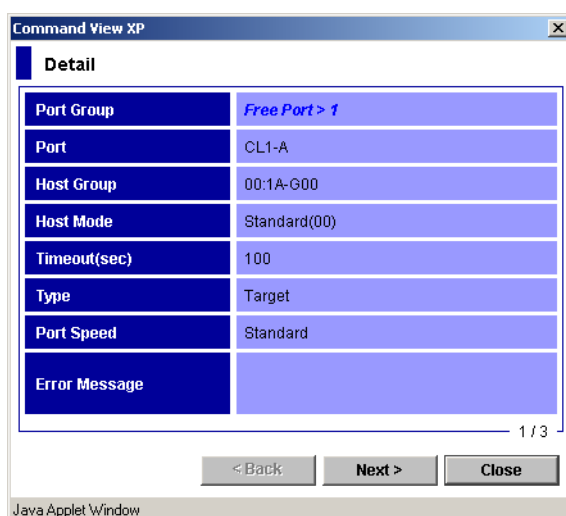 Command View XP
Detail
Port Group Free Port > 1
Port CL1-A
Host Group 00:1A-G00
Host Mode Standard(00)
Timeout(sec) 100
Type Target
Port Speed Standard
Error Message
1 / 3
< Back Next > Close
Java Applet Window